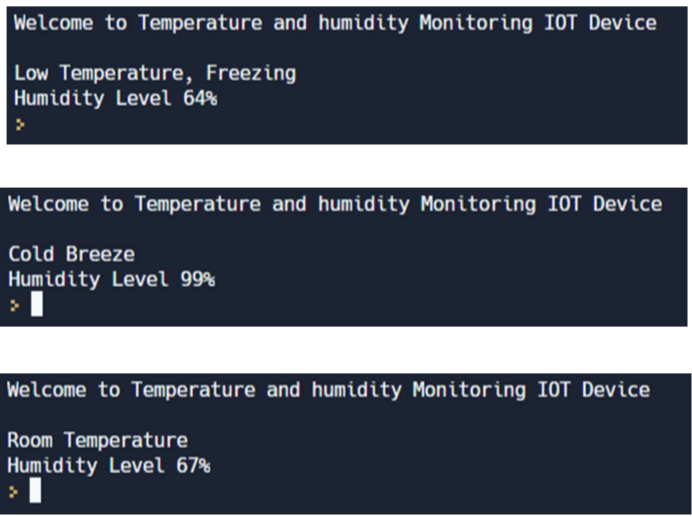 Welcome to Temperature and humidity Monitoring IOT Device
Low Temperature, Freezing
Humidity Level 64%
>
Welcome to Temperature and humidity Monitoring IOT Device
Cold Breeze
Humidity Level 99%
>
Welcome to Temperature and humidity Monitoring IOT Device
Room Temperature
Humidity Level 67%
>